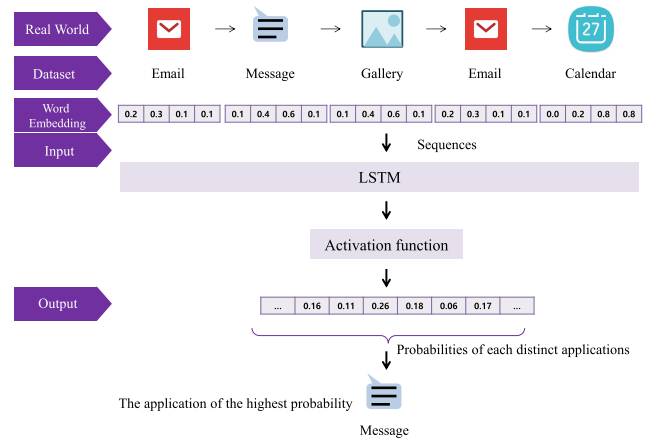 Real World
27
Dataset
Email Message Gallery Email Calendar
Word
Embedding
0.2 0.3 0.1 0.1 0.1 0.4 0.6 0.1 0.1 0.4 0.6 0.1 0.2 0.3 0.1 0.1 0.0 0.2 0.8 0.8
Input
Sequences
LSTM
Activation function
Output
... 0.16 0.11 0.26 0.18 0.06 0.17 ...
Probabilities of each distinct applications
The application of the highest probability
Message